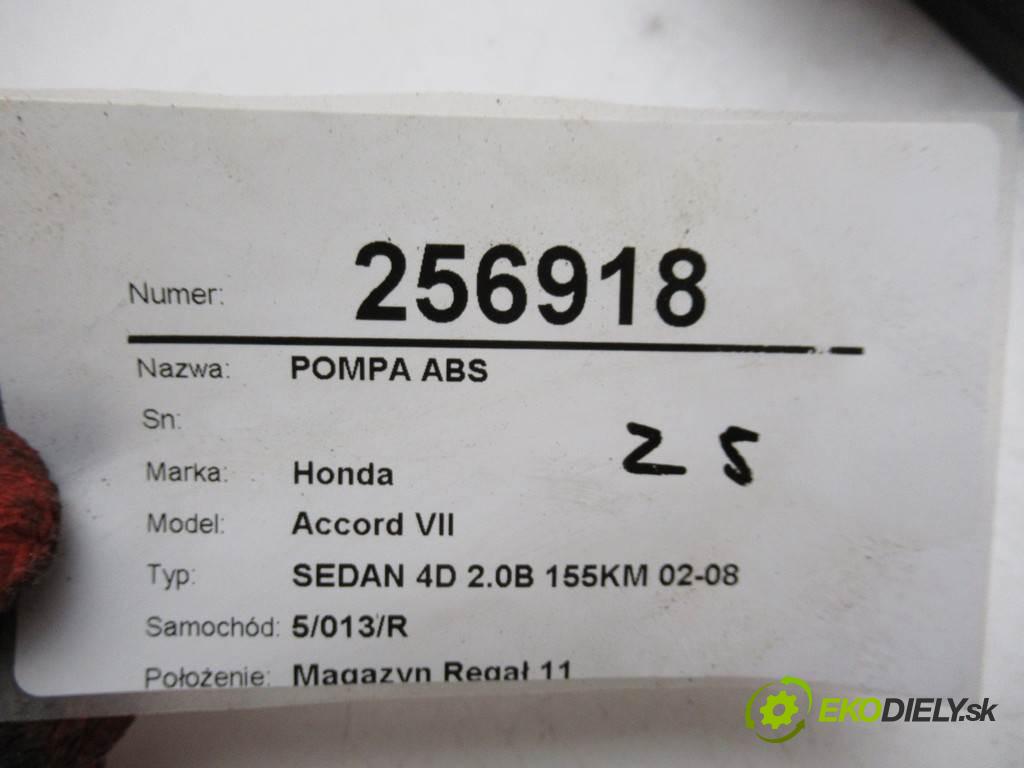 Numer: 256918
Nazwa: POMPA ABS
Sn:
25
Marka: Honda
Model: Accord VII
Typ: SEDAN 4D 2.0B 155KM 02-08
Samochód: 5/013/R
Położenie: Magazyn Regał 11
EKODIELY.sk